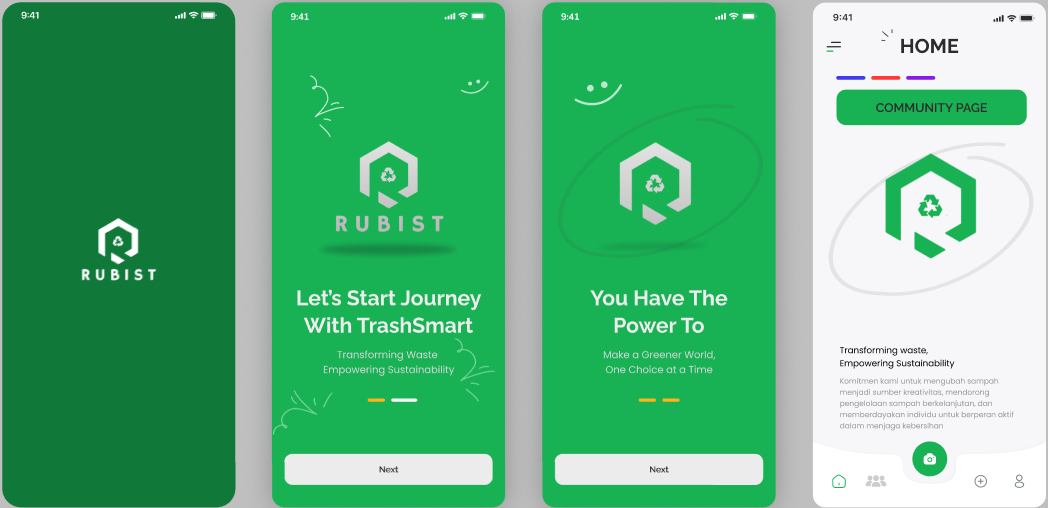 9:41
RUBIST
9:41
RUBIST
Let's Start Journey
With TrashSmart
Transforming Waste
Empowering Sustainability
Next
9:41
You Have The
Power To
Make a Greener World,
One Choice at a Time
Next
9:41
HOME
COMMUNITY PAGE
Transforming waste,
Empowering Sustainability
Komitmen kami untuk mengubah sampah
menjadi sumber kreativitas, mendorong
pengelolaan sampah berkelanjutan, dan
memberdayakan individu untuk berperan aktif
dalam menjaga kebersihan